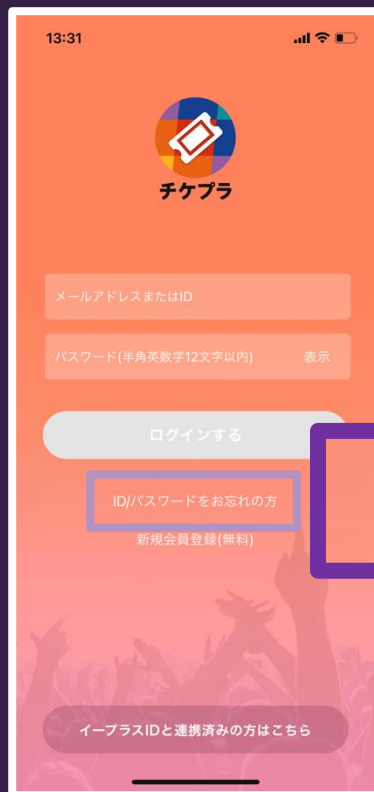 13:31
チケプラ
メールアドレスまたはID
パスワード(半角英数字12文字以内) 表示
ログインする
ID/パスワードをお忘れの方
新規会員登録(無料)
イープラスIDと連携済みの方はこちら